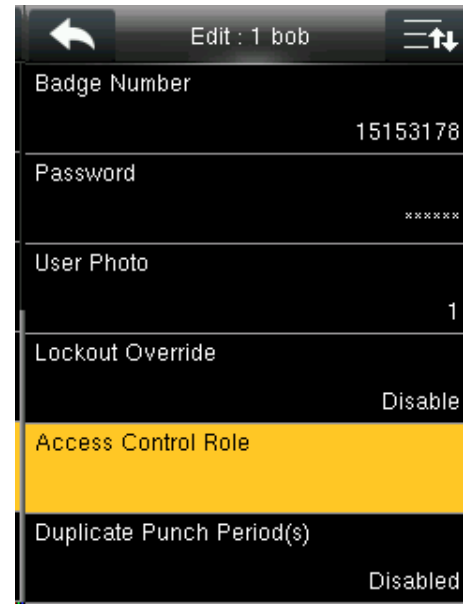 Edit : 1 bob
Badge Number
15153178
Password
******
User Photo
1
Lockout Override
Disable
Access Control Role
Duplicate Punch Period(s)
Disabled